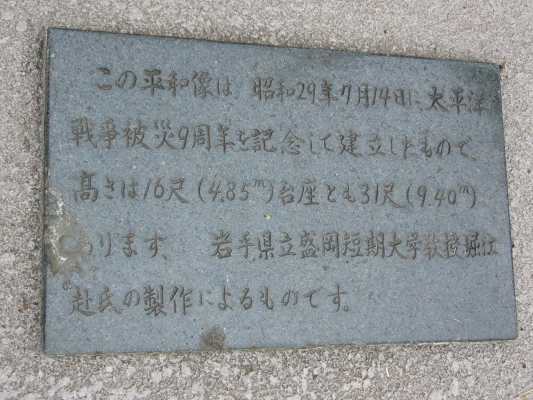 この平和像は、昭和29年7月14日に、太平洋
戦争被災9周年を記念して建立したもので、
高さは16尺(4.85m)台座とも31尺(9.40m)
あります、 岩手県立盛岡短期大学教授堀江
赳氏の製作によるものです。